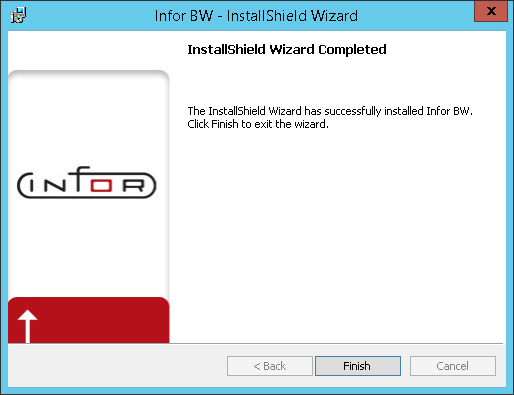 Infor BW - InstallShield Wizard
X
InstallShield Wizard Completed
The InstallShield Wizard has successfully installed Infor BW.
Click Finish to exit the wizard.
infor
< Back
Finish
Cancel